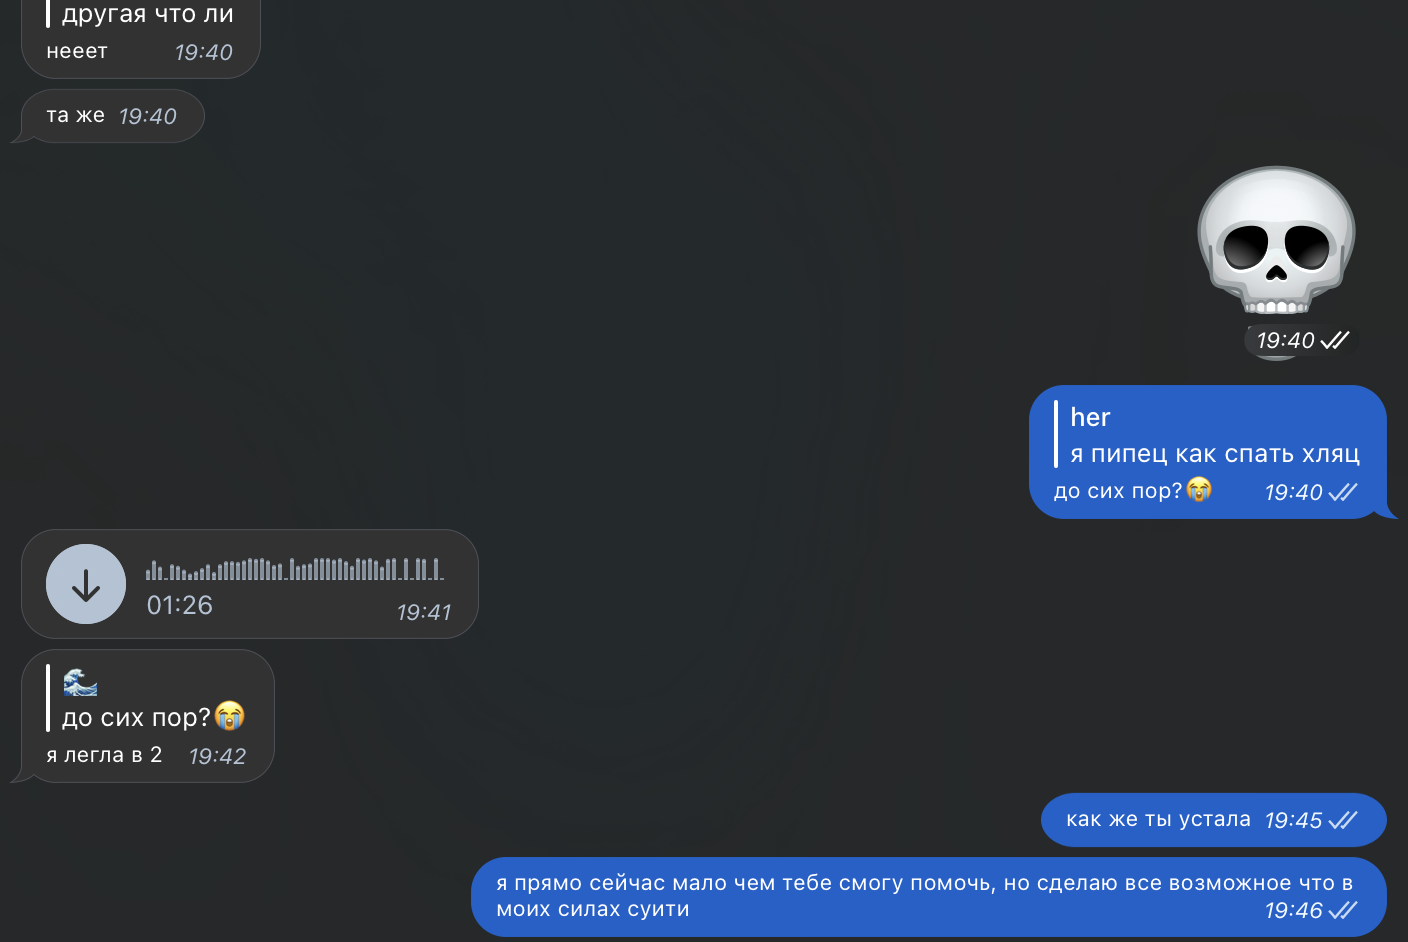 другая что ли
нееет 19:40
та же 19:40
19:40
her
я пипец как спать хляц
до сих пор?😭 19:40
01:26 19:41
🌊
до сих пор?😭
я легла в 2 19:42
как же ты устала 19:45
я прямо сейчас мало чем тебе смогу помочь, но сделаю все возможное что в
моих силах суити 19:46